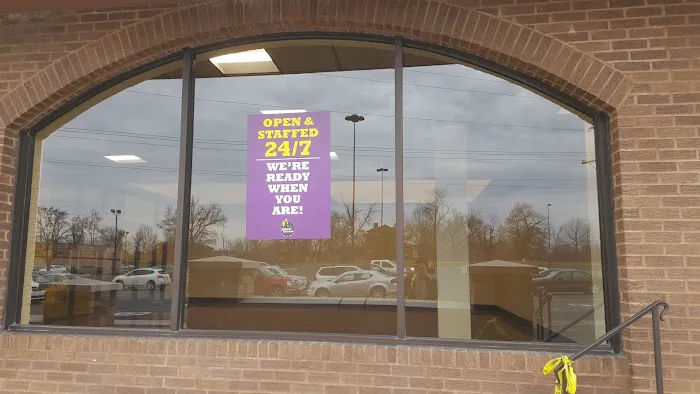 OPEN &
STAFFED
24/7
WE'RE
READY
WHEN
YOU
ARE!